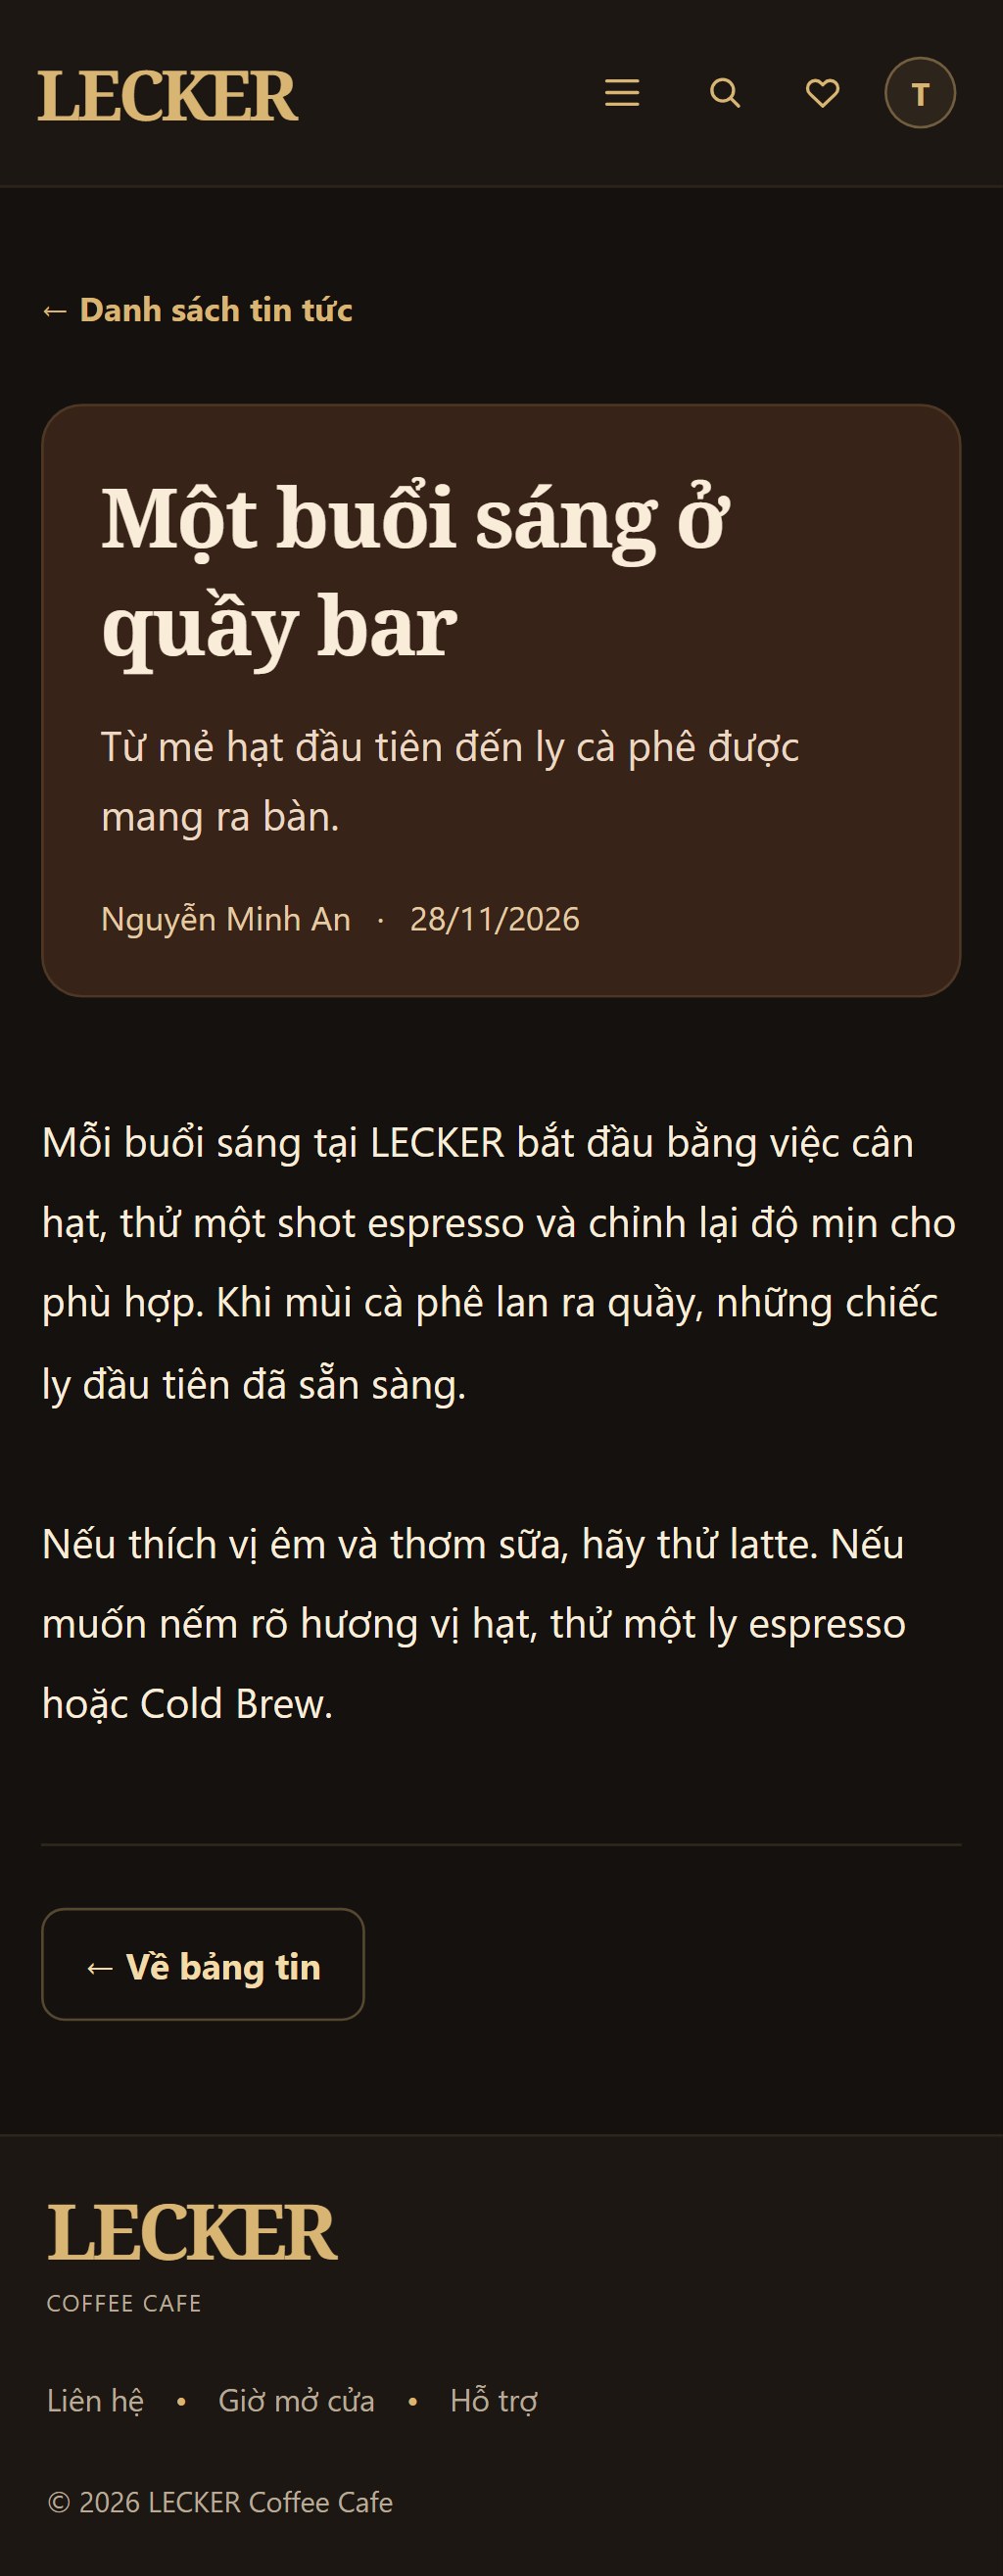 LECKER
T
← Danh sách tin tức
Một buổi sáng ở
quầy bar
Từ mẻ hạt đầu tiên đến ly cà phê được
mang ra bàn.
Nguyễn Minh An · 28/11/2026
Mỗi buổi sáng tại LECKER bắt đầu bằng việc cân
hạt, thử một shot espresso và chỉnh lại độ mịn cho
phù hợp. Khi mùi cà phê lan ra quầy, những chiếc
ly đầu tiên đã sẵn sàng.
Nếu thích vị êm và thơm sữa, hãy thử latte. Nếu
muốn nếm rõ hương vị hạt, thử một ly espresso
hoặc Cold Brew.
← Về bảng tin
LECKER
COFFEE CAFE
Liên hệ • Giờ mở cửa • Hỗ trợ
© 2026 LECKER Coffee Cafe